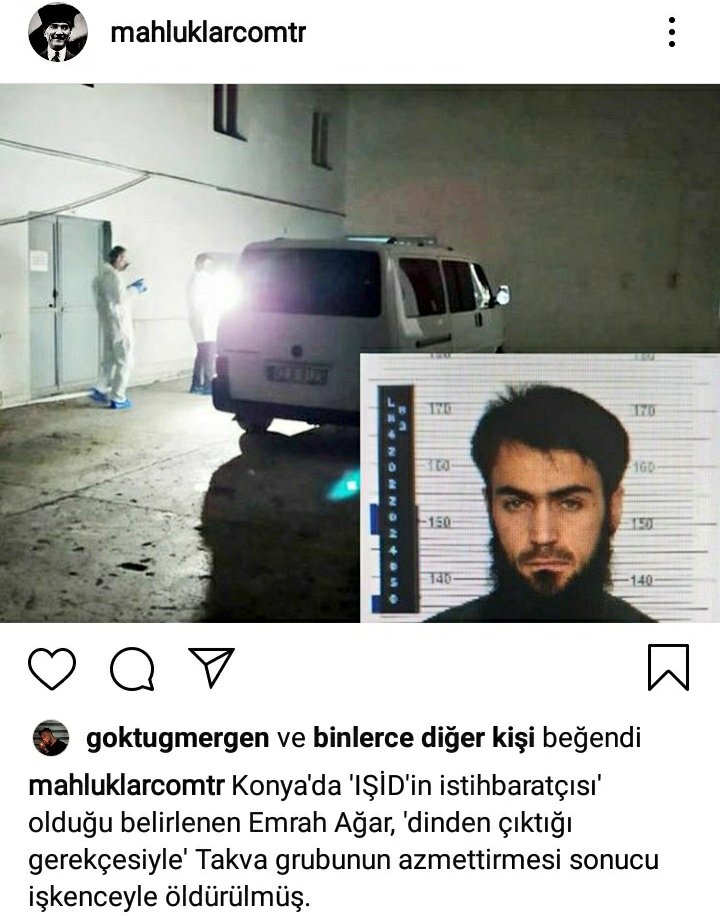 mahluklarcomtr
170 170
160 160
150 150
140 140
goktugmergen ve binlerce diğer kişi beğendi
mahluklarcomtr Konya'da 'IŞİD'in istihbaratçısı'
olduğu belirlenen Emrah Ağar, 'dinden çıktığı
gerekçesiyle' Takva grubunun azmettirmesi sonucu
işkenceyle öldürülmüş.